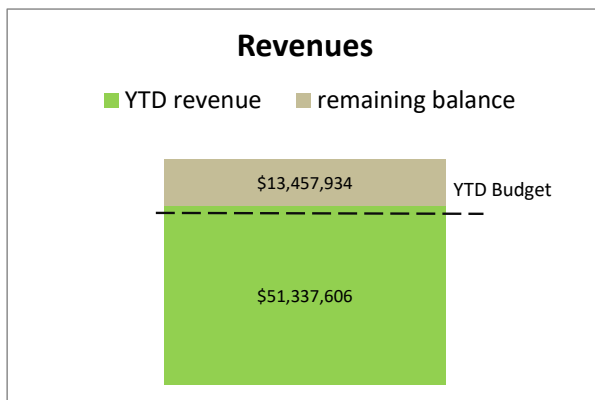 Revenues
YTD revenue remaining balance
$13,457,934
YTD Budget
$51,337,606